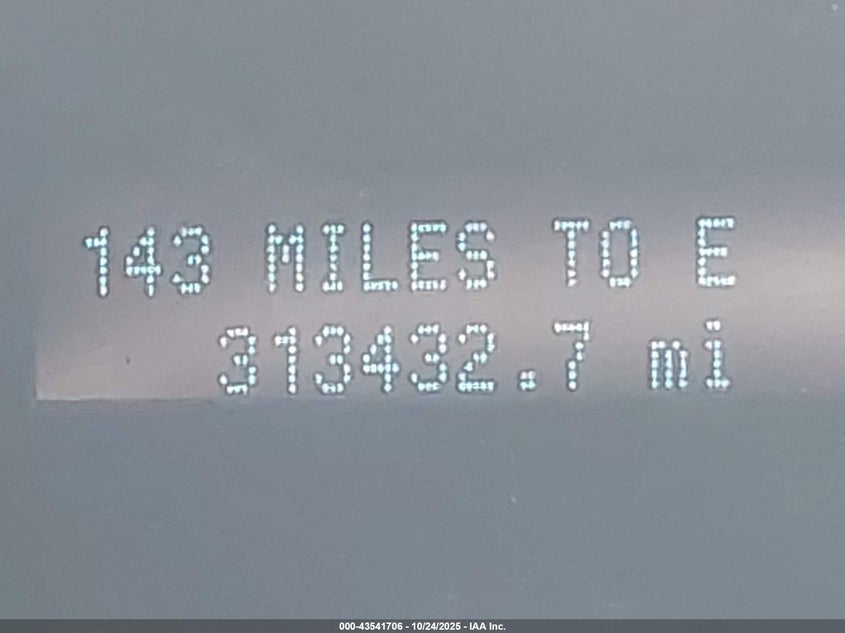 143 MILES TO E
313432.7 mi
000-43541706 - 10/24/2025 - IAA Inc.